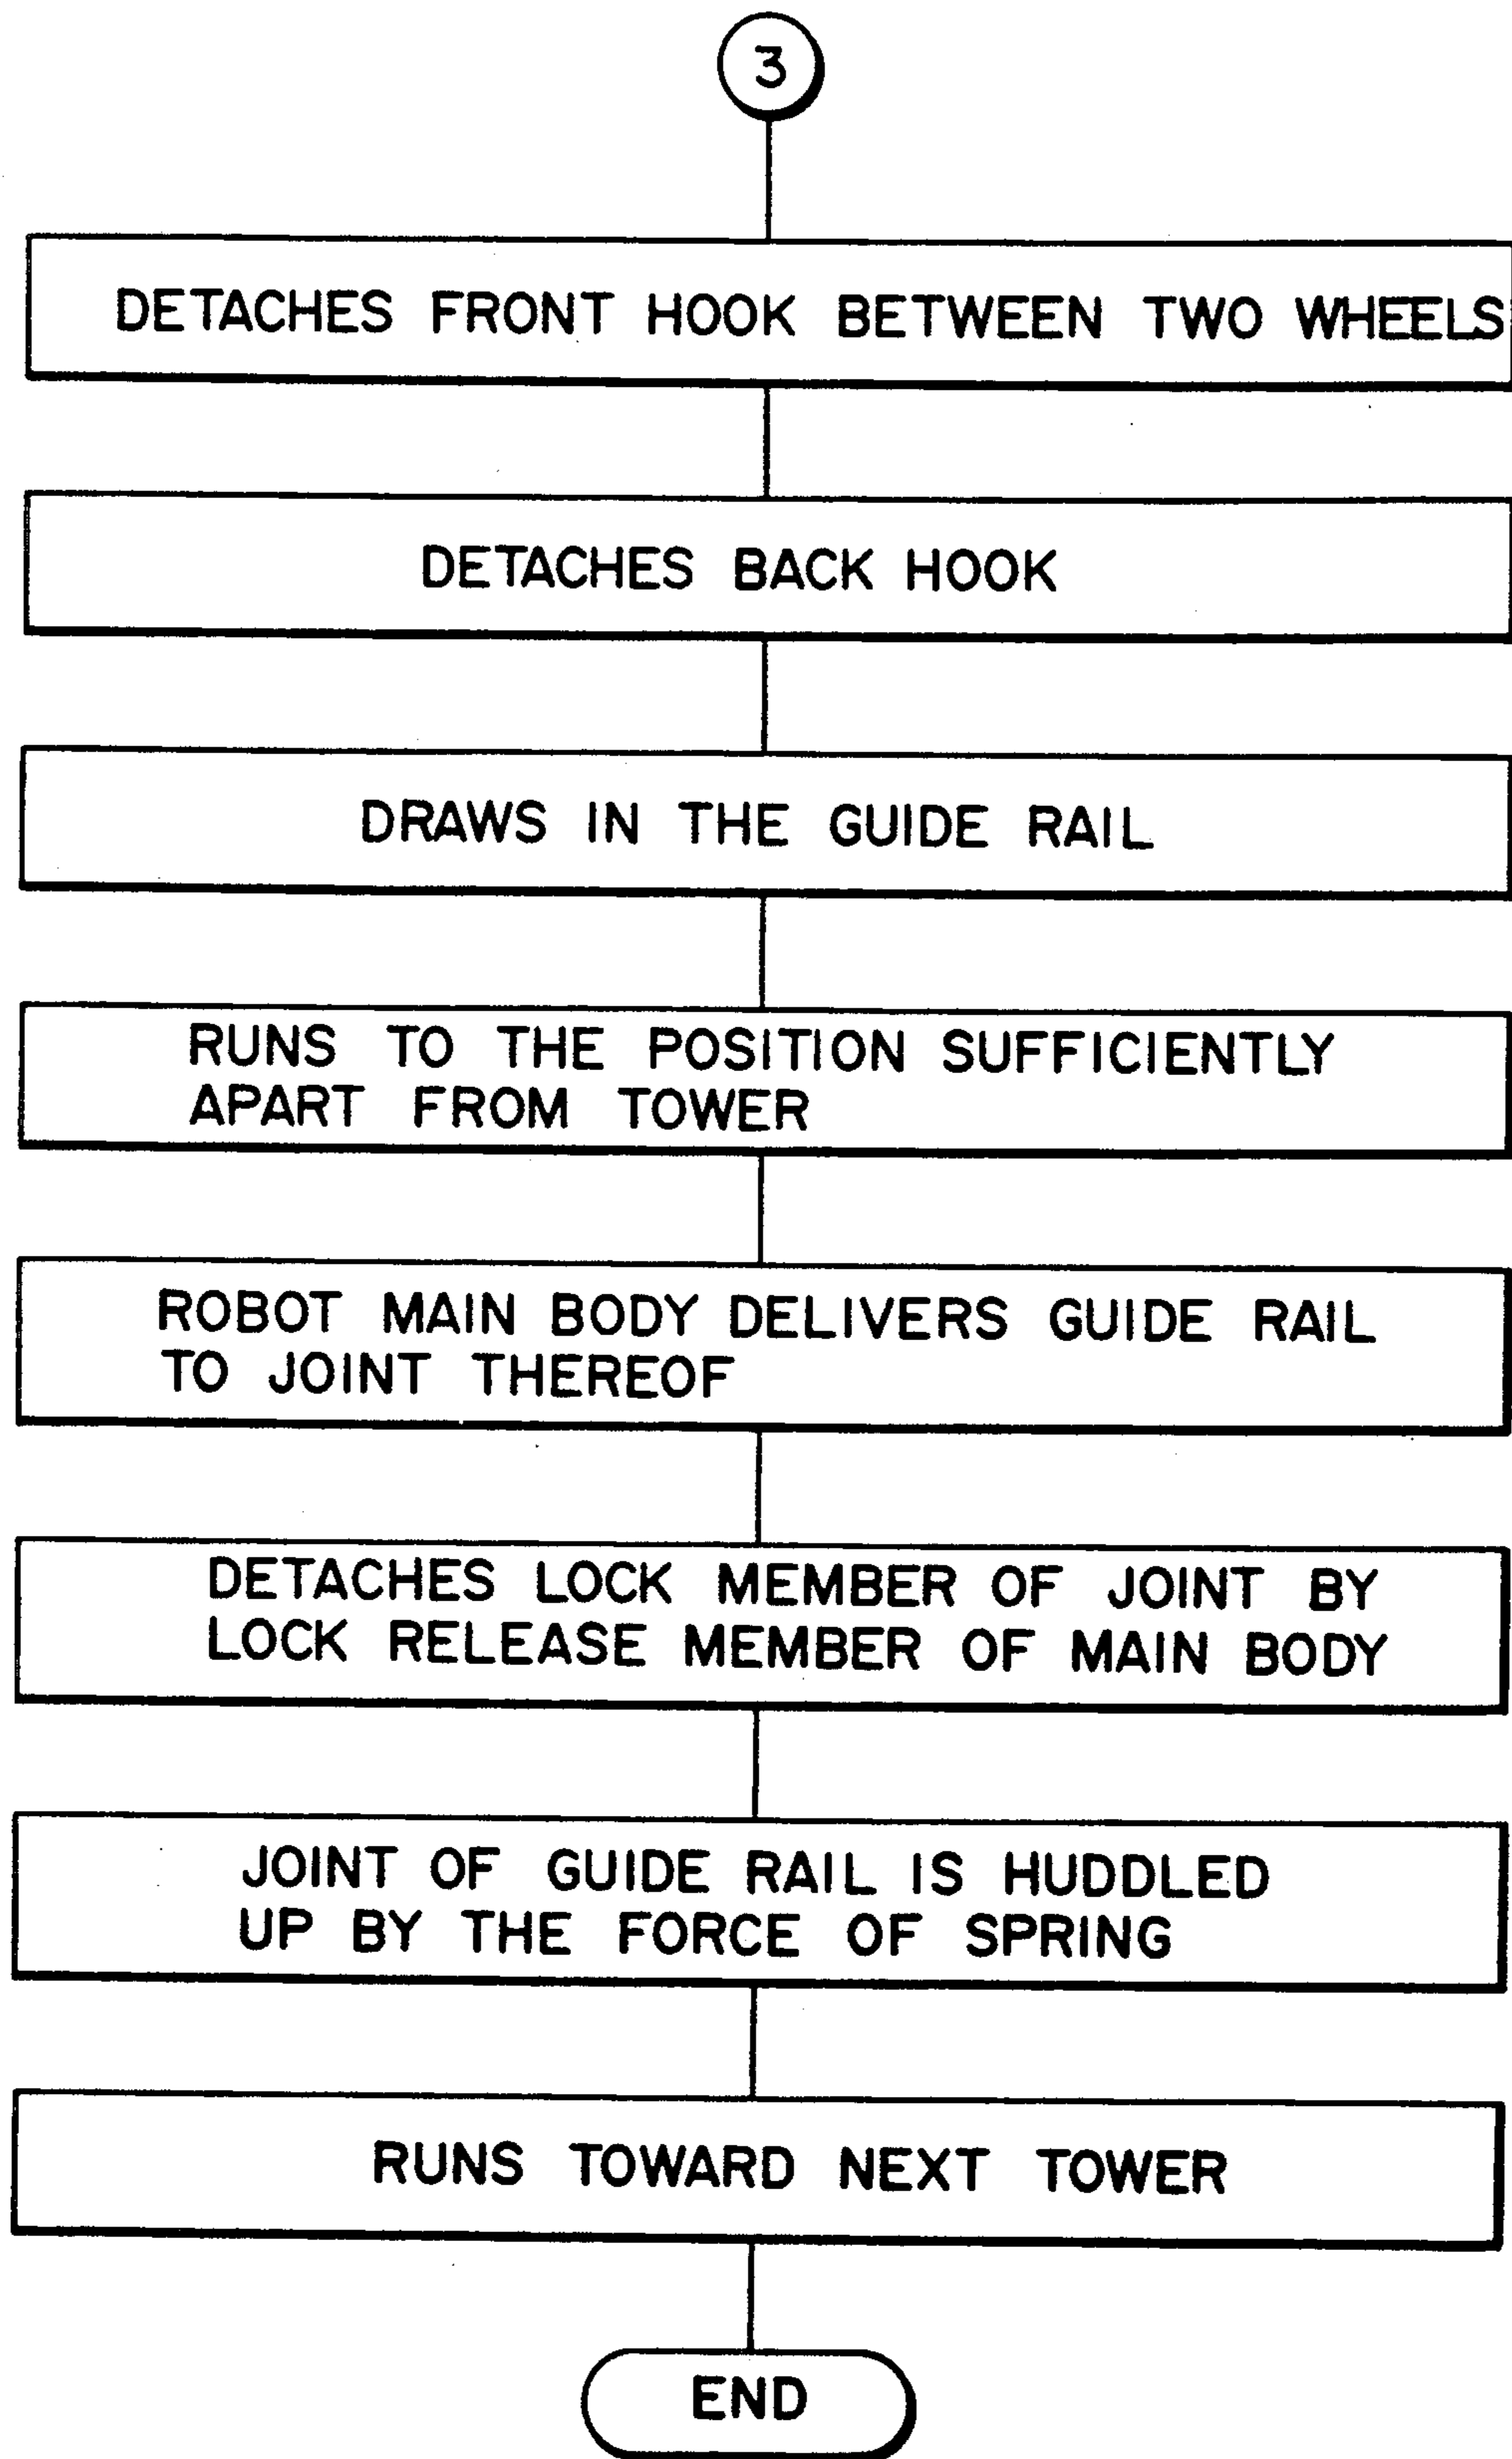 3
DETACHES FRONT HOOK BETWEEN TWO WHEELS
DETACHES BACK HOOK
DRAWS IN THE GUIDE RAIL
RUNS TO THE POSITION SUFFICIENTLY
APART FROM TOWER
ROBOT MAIN BODY DELIVERS GUIDE RAIL
TO JOINT THEREOF
DETACHES LOCK MEMBER OF JOINT BY
LOCK RELEASE MEMBER OF MAIN BODY
JOINT OF GUIDE RAIL IS HUDDLED
UP BY THE FORCE OF SPRING
RUNS TOWARD NEXT TOWER
END